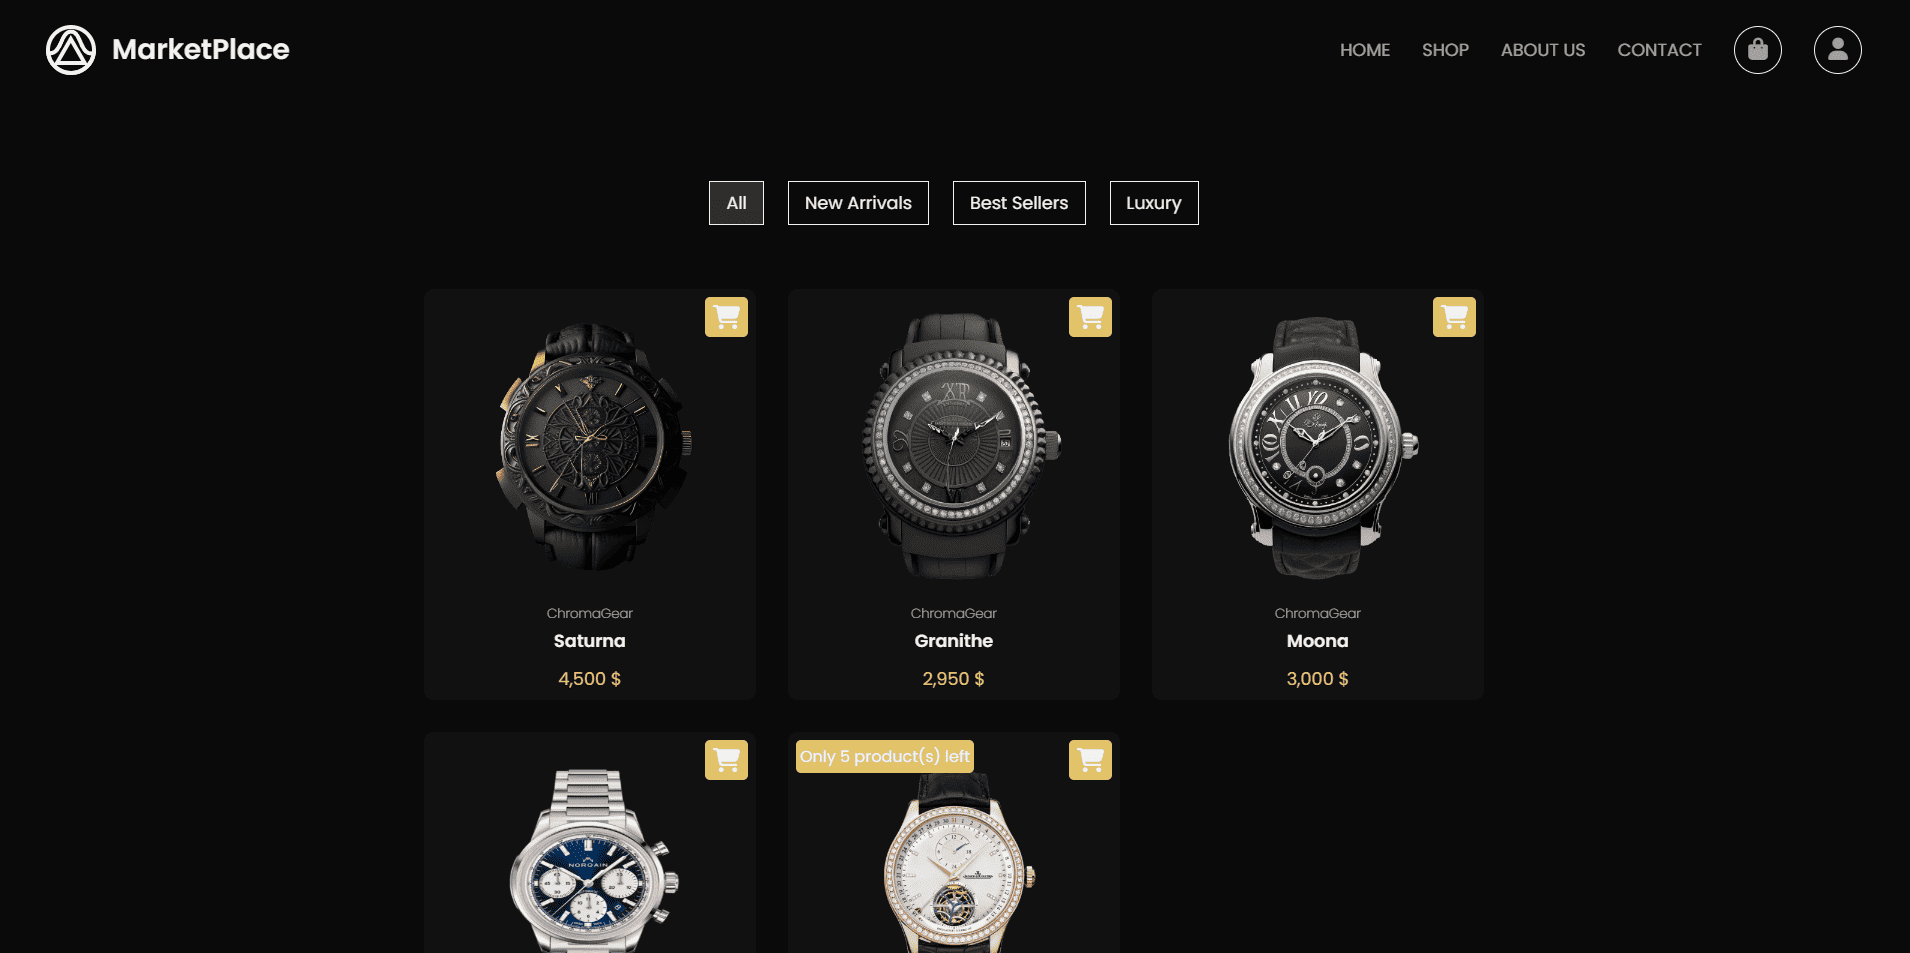 MarketPlace
HOME
SHOP
ABOUT US
CONTACT
All
New Arrivals
Best Sellers
Luxury
ChromaGear
Saturna
4,500 $
ChromaGear
Granithe
2,950 $
ChromaGear
Moona
3,000 $
Only 5 product(s) left
NORQAIN